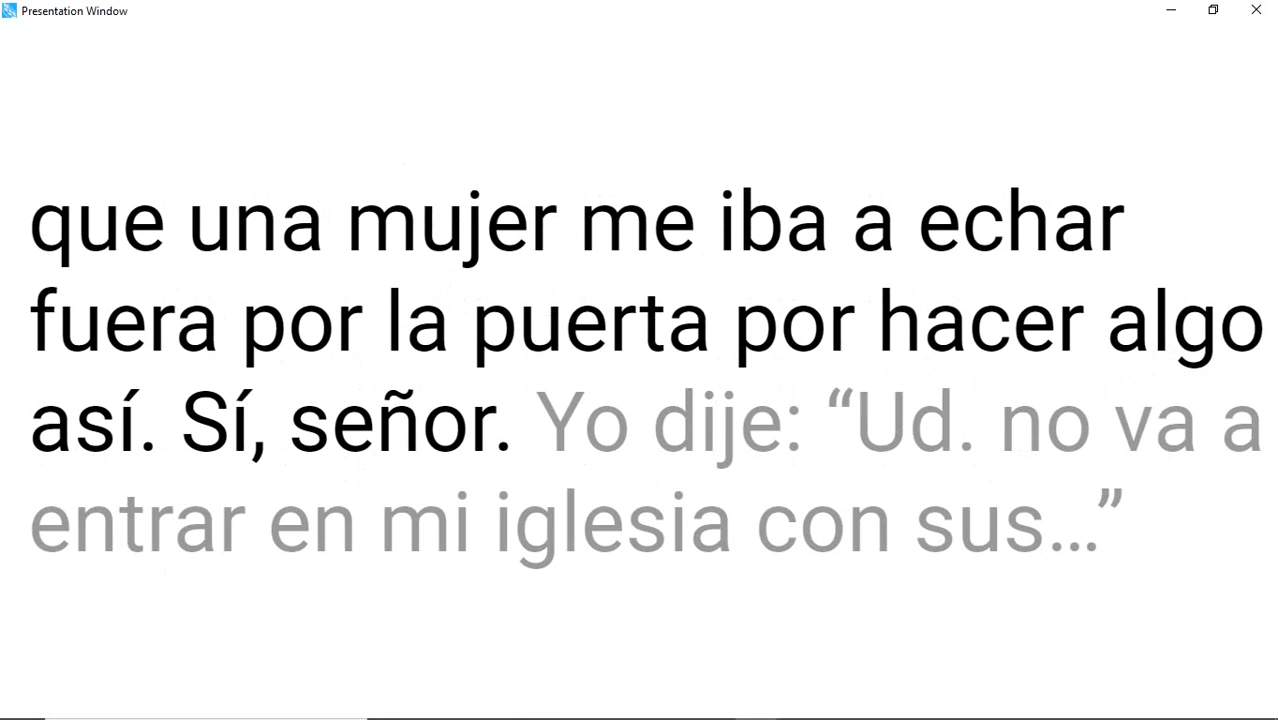 Presentation Window
que una mujer me iba a echar
fuera por la puerta por hacer algo
así. Sí, señor. Yo dije: “Ud. no va a
entrar en mi iglesia con sus…”